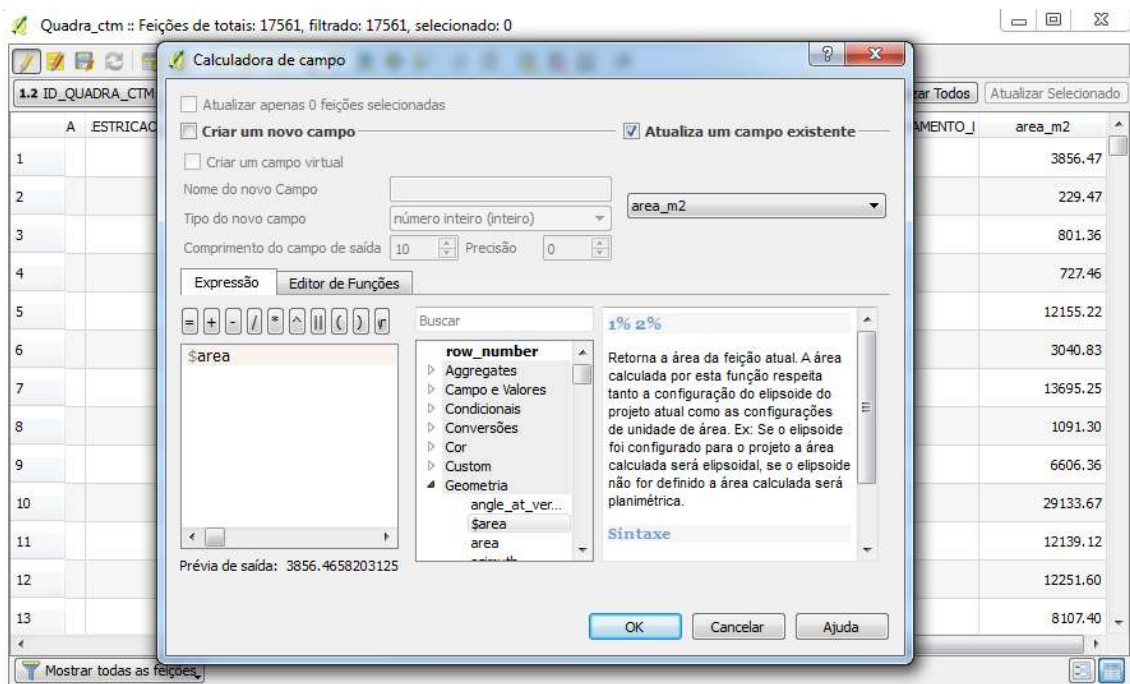 Quadra_ctm :: Feições de totais: 17561, filtrado: 17561, selecionado: 0
Calculadora de campo
1.2 ID_QUADRA_CTM
zar Todos
Atualizar Selecionado
A
.ESTRICAC
AMENTO_I
area_m2
Atualizar apenas 0 feições selecionadas
Criar um novo campo
Atualiza um campo existente
Criar um campo virtual
Nome do novo Campo
area_m2
Tipo do novo campo
número inteiro (inteiro)
Comprimento do campo de saída
10
Precisão
0
Expressão
Editor de Funções
= + - / * ^ || ( )
$area
Prévia de saída: 3856.4658203125
Buscar
row_number
Aggregates
Campo e Valores
Condicionais
Conversões
Cor
Custom
Geometria
angle_at_ver...
$area
area
1% 2%
Retorna a área da feição atual. A área
calculada por esta função respeita
tanto a configuração do elipsoide do
projeto atual como as configurações
de unidade de área. Ex: Se o elipsoide
foi configurado para o projeto a área
calculada será elipsoidal, se o elipsoide
não for definido a área calculada será
planimétrica.
Sintaxe
OK
Cancelar
Ajuda
1 3856.47
2 229.47
3 801.36
4 727.46
5 12155.22
6 3040.83
7 13695.25
8 1091.30
9 6606.36
10 29133.67
11 12139.12
12 12251.60
13 8107.40
Mostrar todas as feições